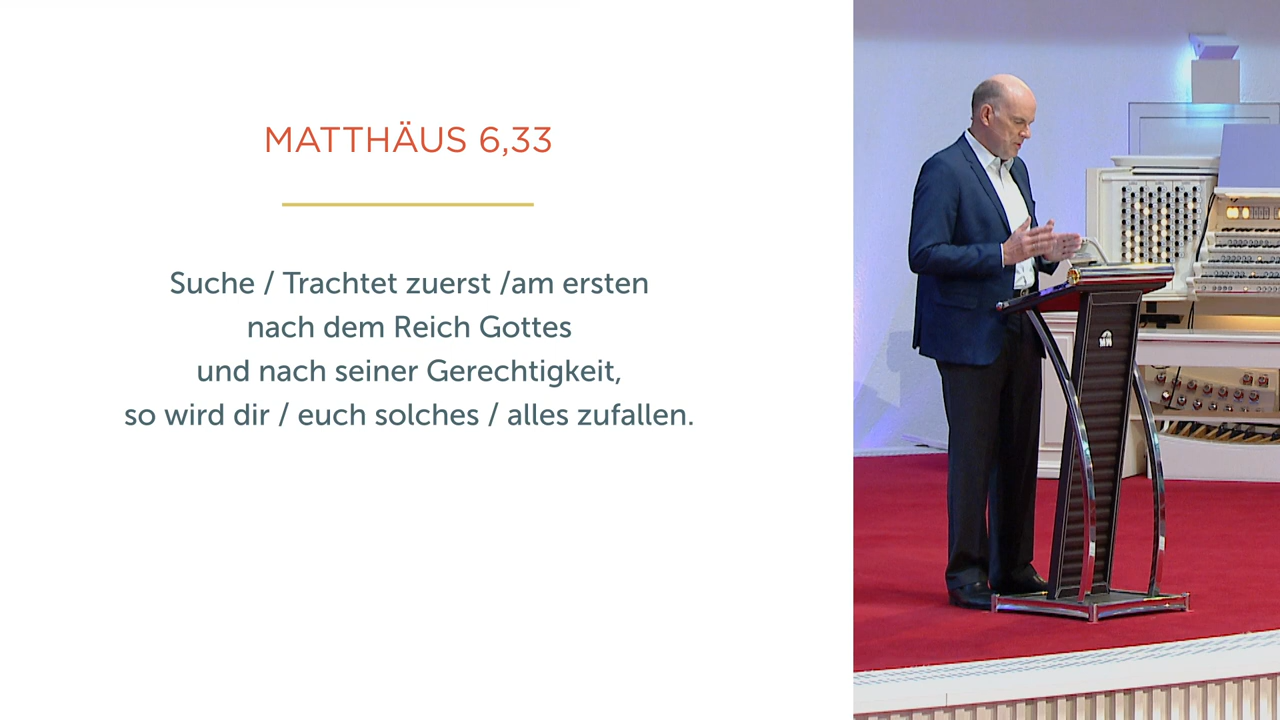 MATTHÄUS 6,33
Suche / Trachtet zuerst /am ersten
nach dem Reich Gottes
und nach seiner Gerechtigkeit,
so wird dir / euch solches / alles zufallen.